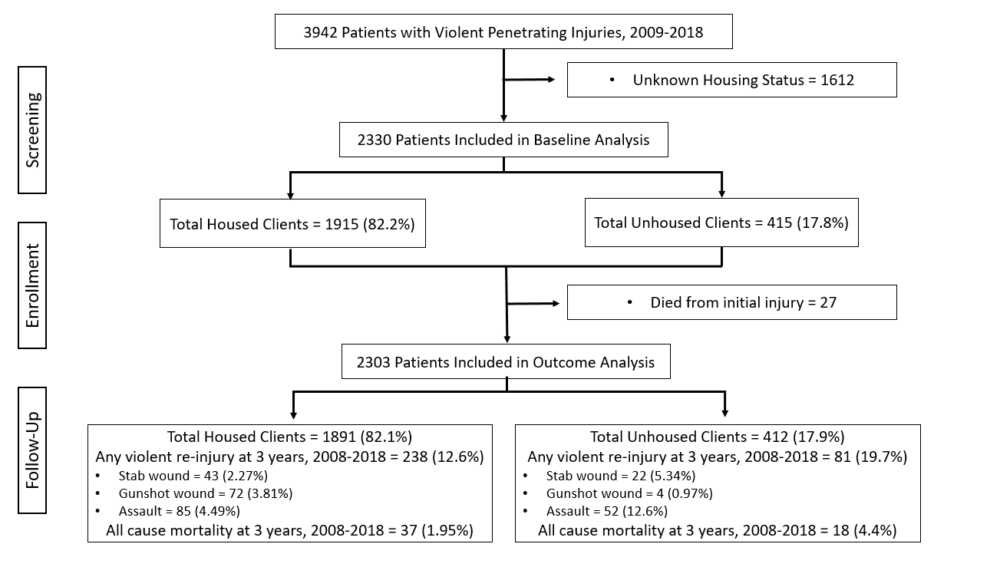 3942 Patients with Violent Penetrating Injuries, 2009-2018
Screening
• Unknown Housing Status = 1612
2330 Patients Included in Baseline Analysis
Total Housed Clients = 1915 (82.2%)
Total Unhoused Clients = 415 (17.8%)
Enrollment
• Died from initial injury = 27
2303 Patients Included in Outcome Analysis
Follow-Up
Total Housed Clients = 1891 (82.1%)
Any violent re-injury at 3 years, 2008-2018 = 238 (12.6%)
• Stab wound = 43 (2.27%)
• Gunshot wound = 72 (3.81%)
• Assault = 85 (4.49%)
All cause mortality at 3 years, 2008-2018 = 37 (1.95%)
Total Unhoused Clients = 412 (17.9%)
Any violent re-injury at 3 years, 2008-2018 = 81 (19.7%)
• Stab wound = 22 (5.34%)
• Gunshot wound = 4 (0.97%)
• Assault = 52 (12.6%)
All cause mortality at 3 years, 2008-2018 = 18 (4.4%)